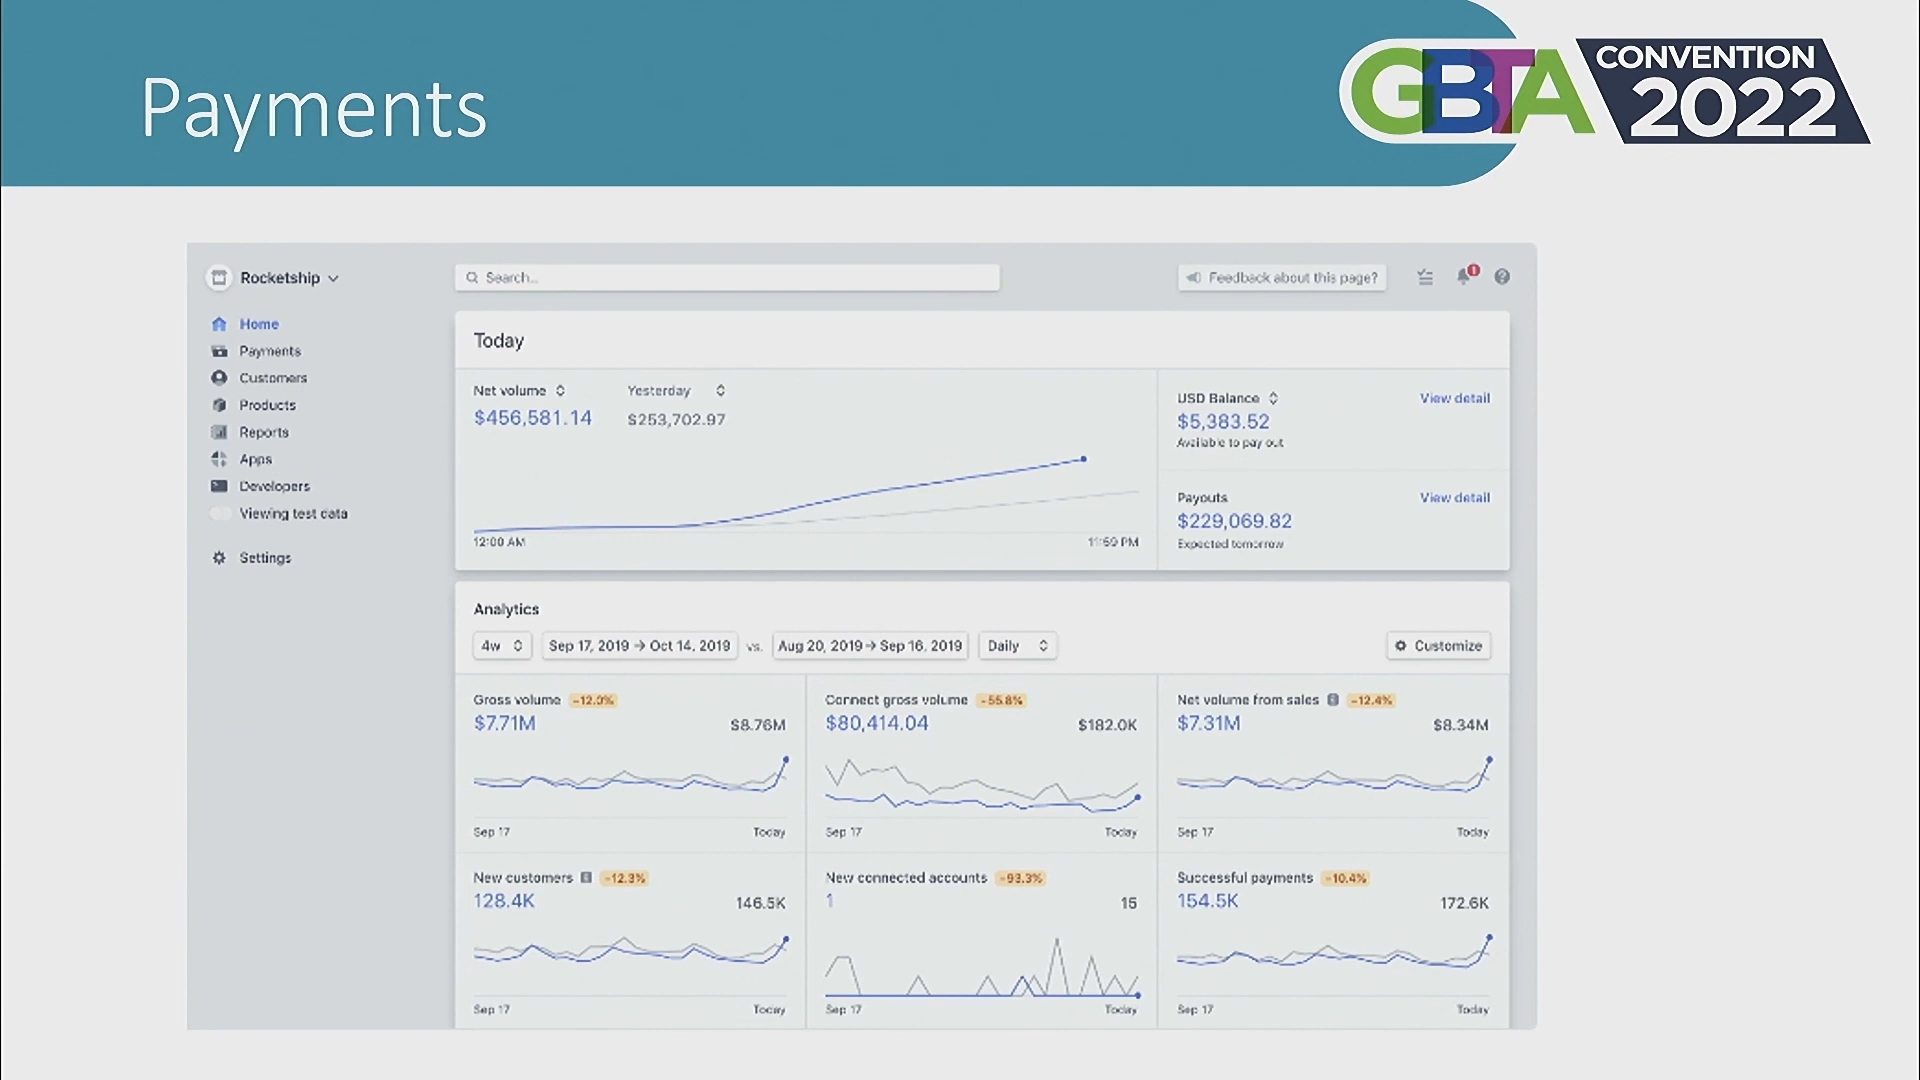 Payments
GBTA CONVENTION 2022
Rocketship
Search...
Feedback about this page?
1
Home
Payments
Customers
Products
Reports
Apps
Developers
Viewing test data
Settings
Today
Net volume
$456,581.14
Yesterday
$253,702.97
12:00 AM
11:59 PM
USD Balance
View detail
$5,383.52
Available to pay out
Payouts
View detail
$229,069.82
Expected tomorrow
Analytics
4w Sep 17, 2019 → Oct 14, 2019 vs. Aug 20, 2019 → Sep 16, 2019 Daily Customize
Gross volume -12.0%
$7.71M $8.76M
Sep 17 Today
Connect gross volume -55.8%
$80,414.04 $182.0K
Sep 17 Today
Net volume from sales -12.4%
$7.31M $8.34M
Sep 17 Today
New customers -12.3%
128.4K 146.5K
Sep 17 Today
New connected accounts -93.3%
1 15
Sep 17 Today
Successful payments -10.4%
154.5K 172.6K
Sep 17 Today